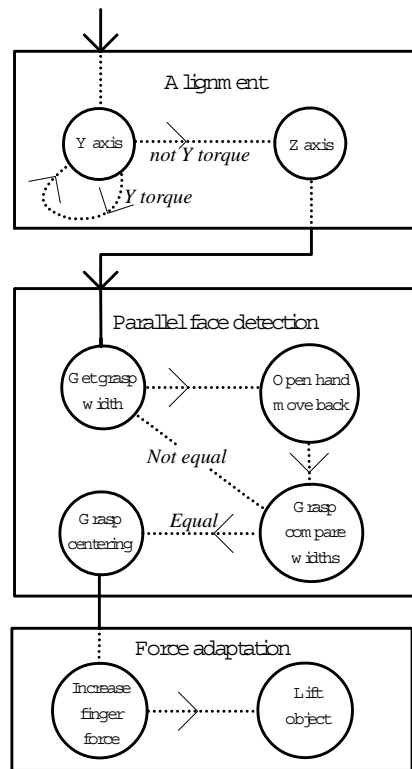 Alignment
Y axis
Z axis
not Y torque
Y torque
Parallel face detection
Get grasp
width
Open hand
move back
Not equal
Grasp
centering
Equal
Grasp
compare
widths
Force adaptation
Increase
finger
force
Lift
object